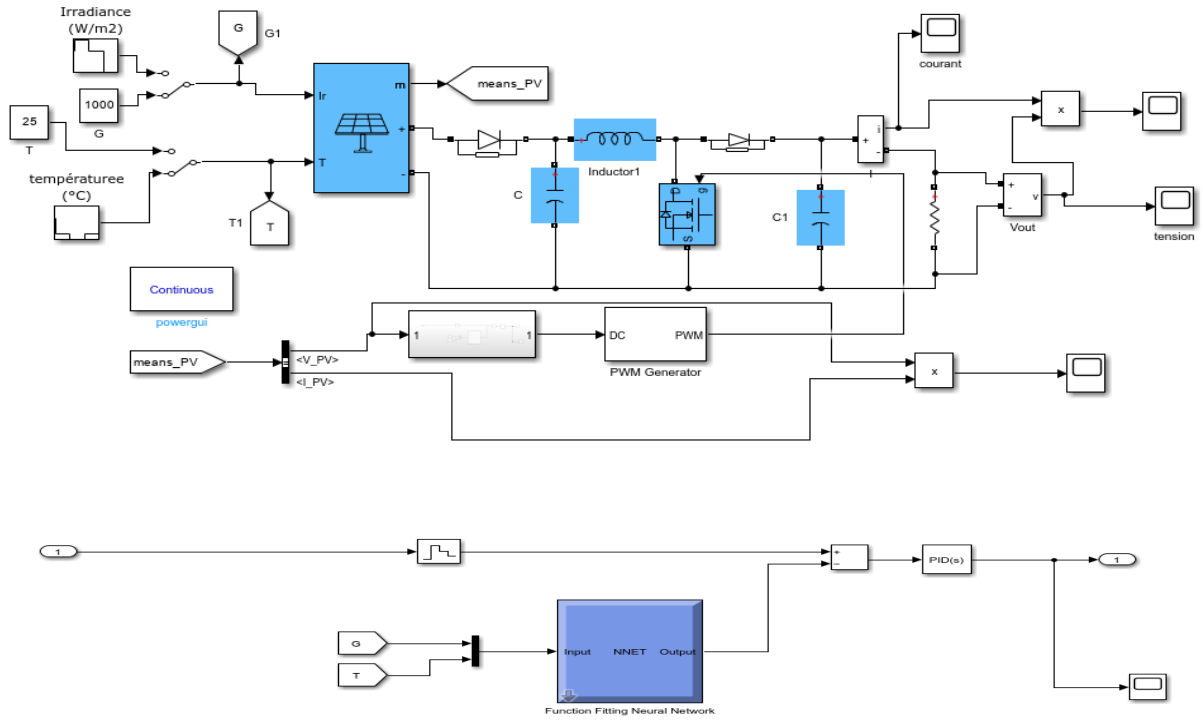 Irradiance
(W/m2)
G
G1
courant
1000
G
Ir
m
means_PV
x
25
T
+
i
+
Inductor1
T
températuree
(°C)
-
C
D
g
S
C1
-
I
+
v
-
Vout
tension
T1
T
Continuous
powergui
1
1
DC
PWM
PWM Generator
means_PV
<V_PV>
<I_PV>
x
1
+
-
PID(s)
1
G
T
Input
NNET
Output
Function Fitting Neural Network